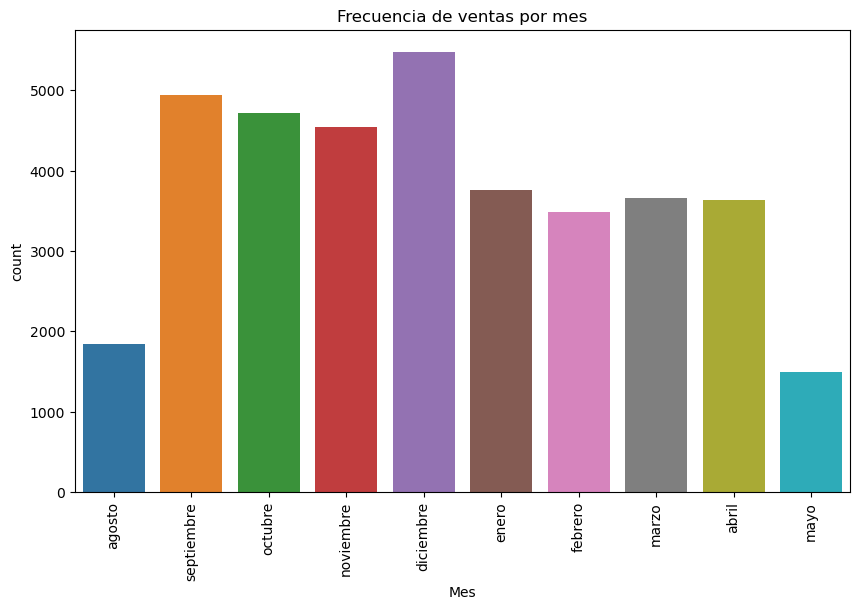 Frecuencia de ventas por mes
count
5000
4000
3000
2000
1000
0
agosto
septiembre
octubre
noviembre
diciembre
enero
febrero
marzo
abril
mayo
Mes